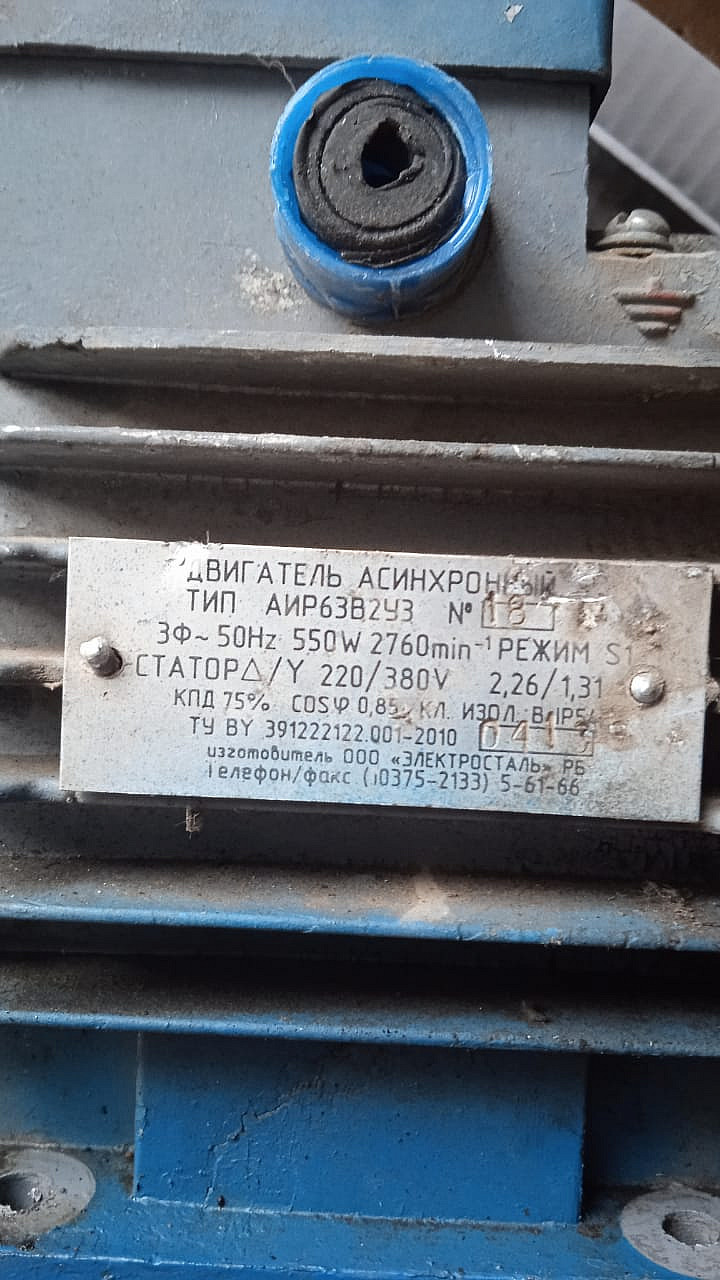 ДВИГАТЕЛЬ АСИНХРОННЫЙ
ТИП АИР63В2У3 № 187
3Ф~ 50Hz 550W 2760min⁻¹ РЕЖИМ S1
СТАТОР△/Y 220/380V 2,26/1,31
КПД 75% COSφ 0,85 КЛ. ИЗОЛ. В IP54
ТУ BY 391222122.001-2010 041
изготовитель ООО «ЭЛЕКТРОСТАЛЬ» РБ
Телефон/факс (10375-2133) 5-61-66